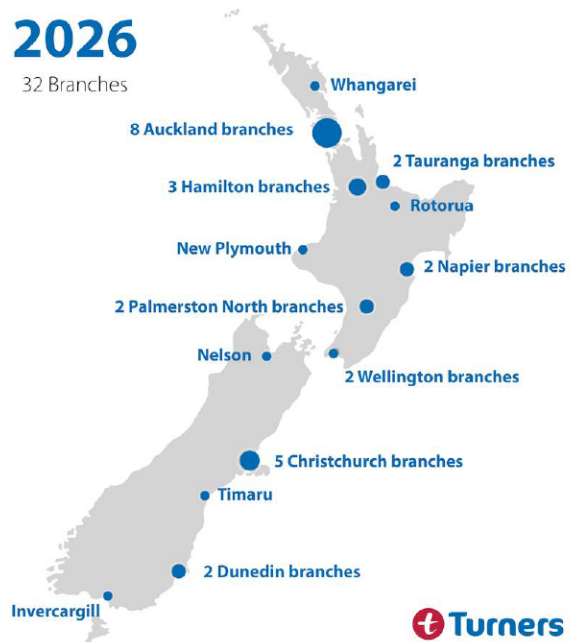 2026
32 Branches
Whangarei
8 Auckland branches
2 Tauranga branches
3 Hamilton branches
Rotorua
New Plymouth
2 Napier branches
2 Palmerston North branches
Nelson
2 Wellington branches
5 Christchurch branches
Timaru
2 Dunedin branches
Invercargill
t Turners